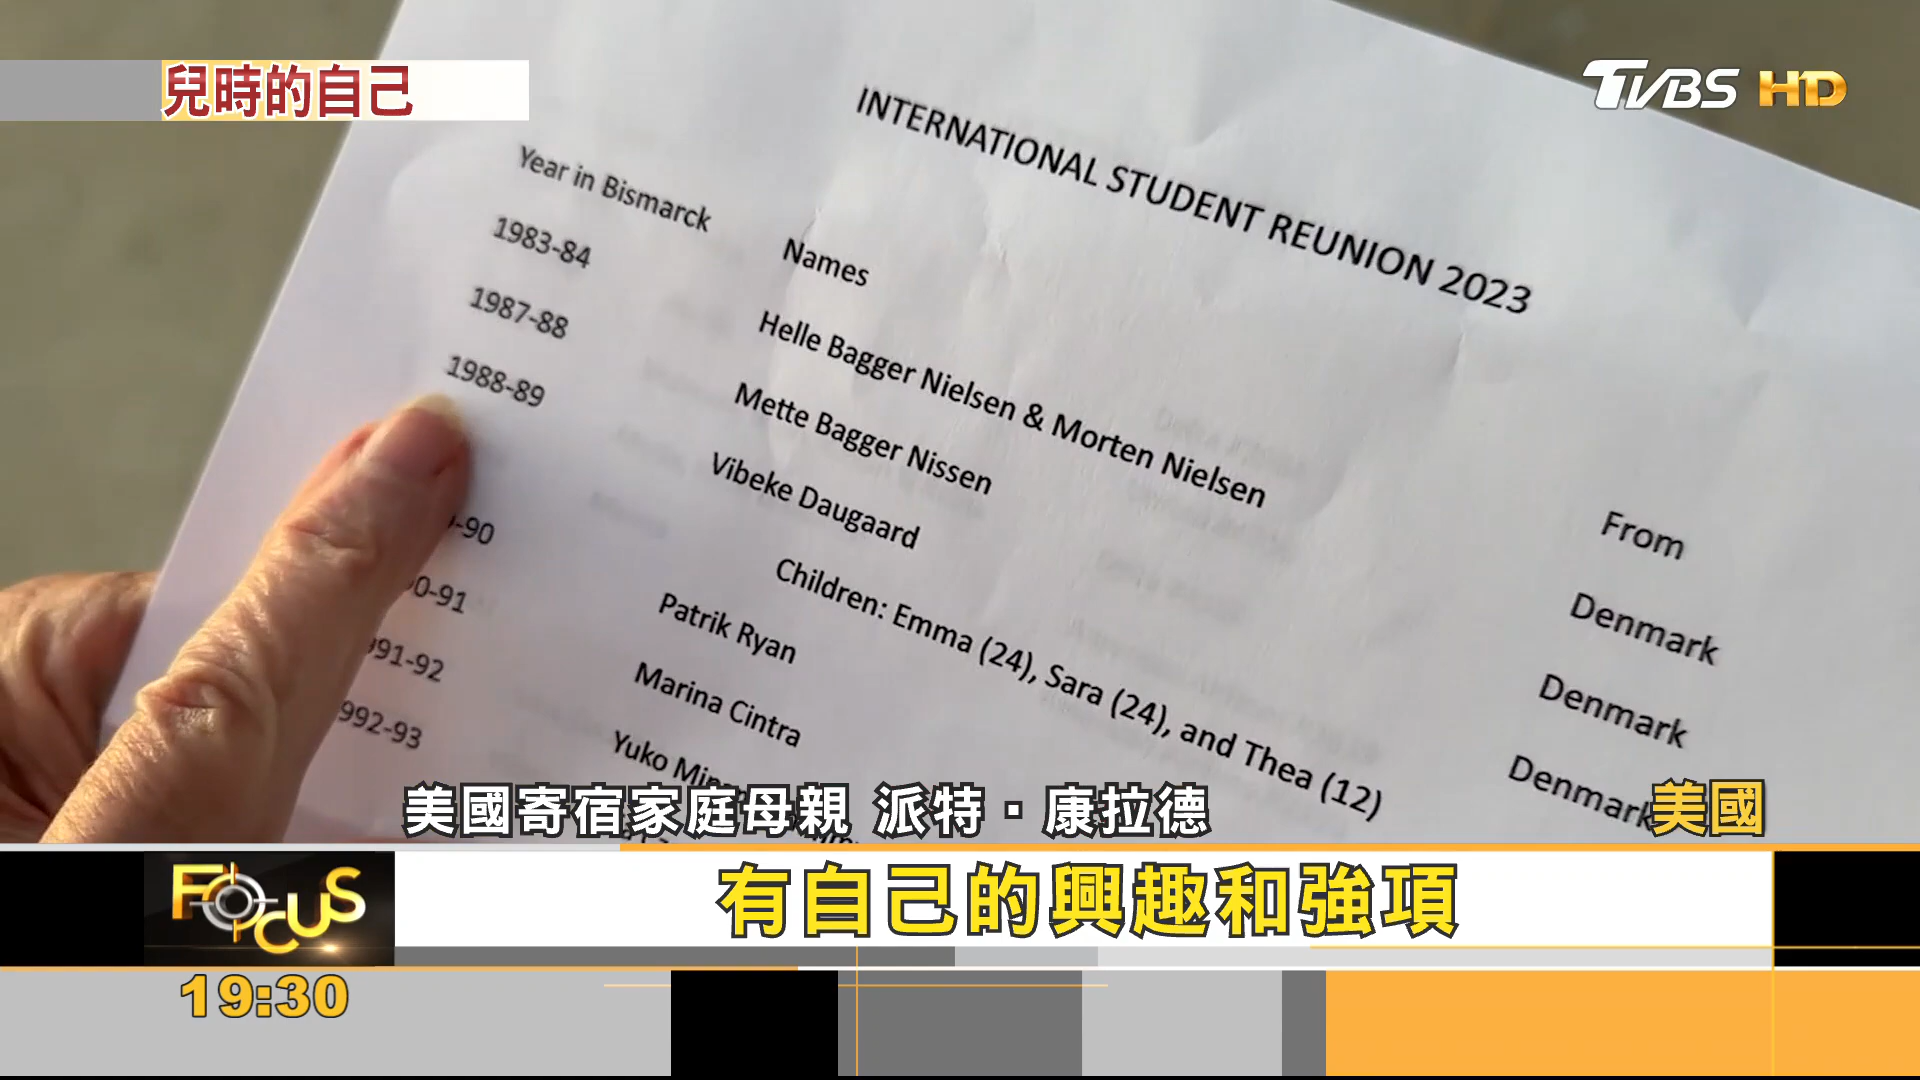 兒時的自己
TVBS HD
INTERNATIONAL STUDENT REUNION 2023
Year in Bismarck
Names
From
1983-84
Helle Bagger Nielsen & Morten Nielsen
Denmark
1987-88
Mette Bagger Nissen
Denmark
1988-89
Vibeke Daugaard
Denmark
Children: Emma (24), Sara (24), and Thea (12)
-90
Patrik Ryan
0-91
Marina Cintra
91-92
Yuko
992-93
美國寄宿家庭母親 派特·康拉德
美國
FOCUS
有自己的興趣和強項
19:30